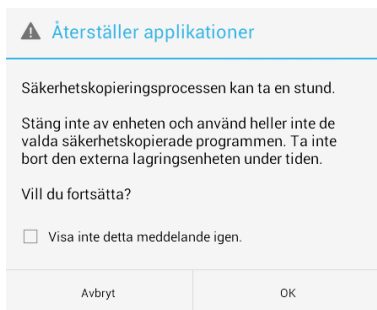 Återställer applikationer
Säkerhetskopieringsprocessen kan ta en stund.
Stäng inte av enheten och använd heller inte de
valda säkerhetskopierade programmen. Ta inte
bort den externa lagringsenheten under tiden.
Vill du fortsätta?
Visa inte detta meddelande igen.
Avbryt
OK